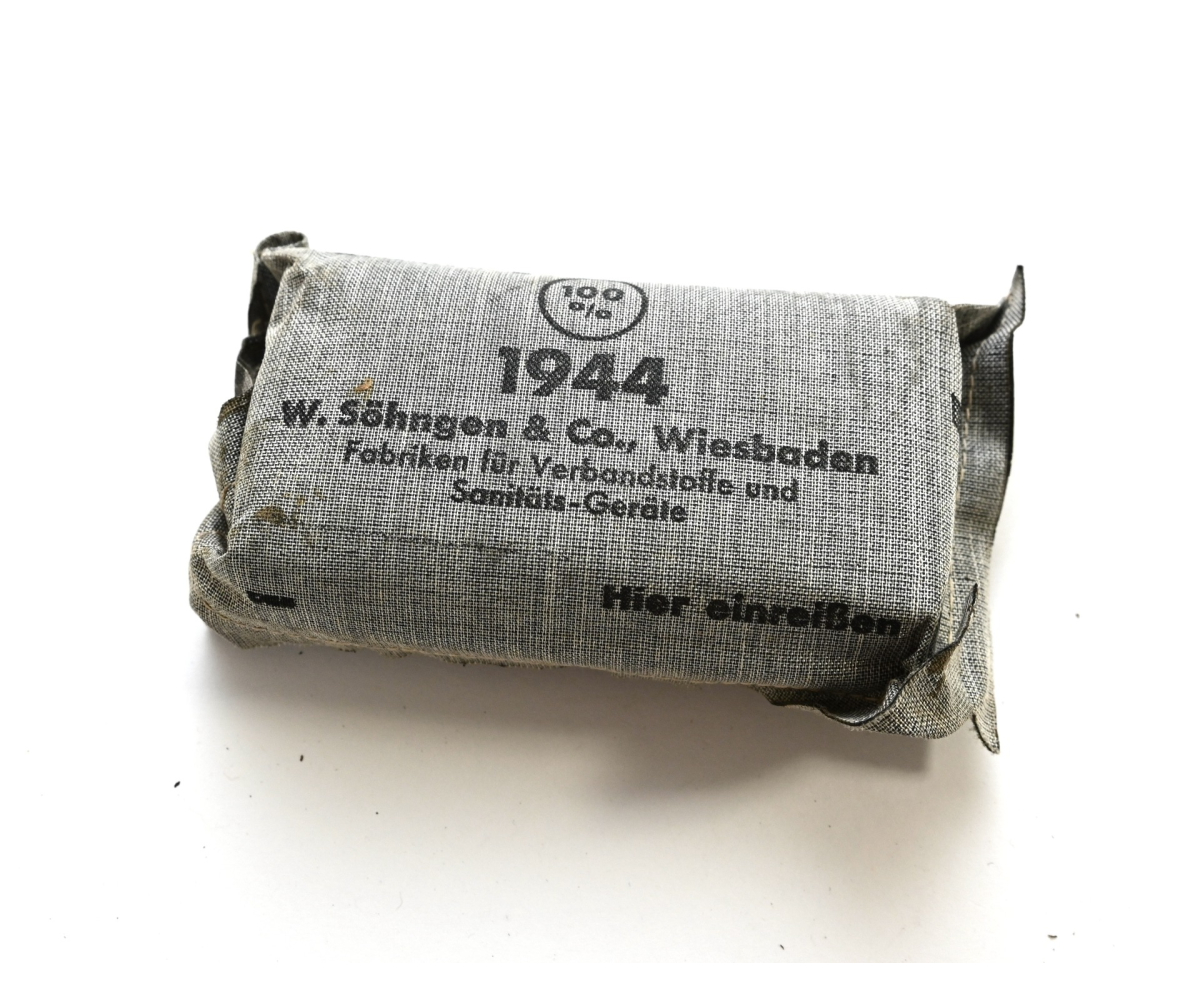 100
%
1944
W. Söhngen & Co., Wiesbaden
Fabriken für Verbandstoffe und
Sanitäts-Geräte
Hier einreißen